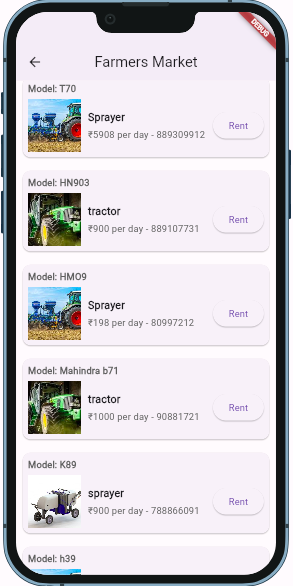 DEBUG
Farmers Market
Model: T70
Sprayer
₹5908 per day - 889309912
Rent
Model: HN903
tractor
₹900 per day - 889107731
Rent
Model: HMO9
Sprayer
₹198 per day - 80997212
Rent
Model: Mahindra b71
tractor
₹1000 per day - 90881721
Rent
Model: K89
sprayer
₹900 per day - 788866091
Rent
Model: h39